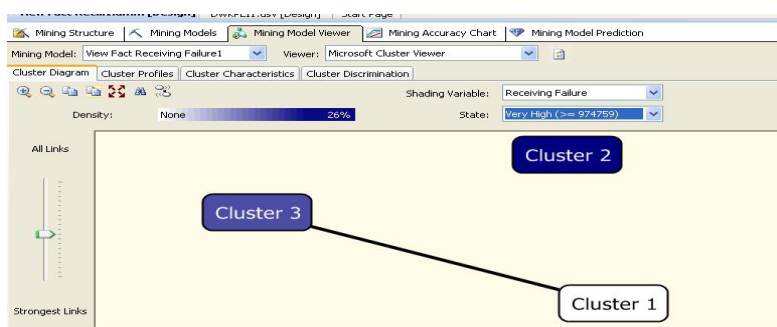 Mining Structure Mining Models Mining Model Viewer Mining Accuracy Chart Mining Model Prediction
Mining Model: View Fact Receiving Failure1 Viewer: Microsoft Cluster Viewer
Cluster Diagram Cluster Profiles Cluster Characteristics Cluster Discrimination
Shading Variable: Receiving Failure
Density: None 26% State: Very High (>= 974759)
All Links
Cluster 2
Cluster 3
Cluster 1
Strongest Links